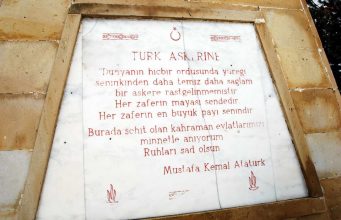 TÜRK ASKERİNE
"Dünyanın hiçbir ordusunda yüreği
seninkinden daha temiz daha sağlam
bir askere rastgelinmemiştir
Her zaferin mayası sendedir
Her zaferin en büyük payı senindir
Burada şehit olan kahraman evlatlarımızı
minnetle anıyorum
Ruhları şad olsun
Mustafa Kemal Atatürk